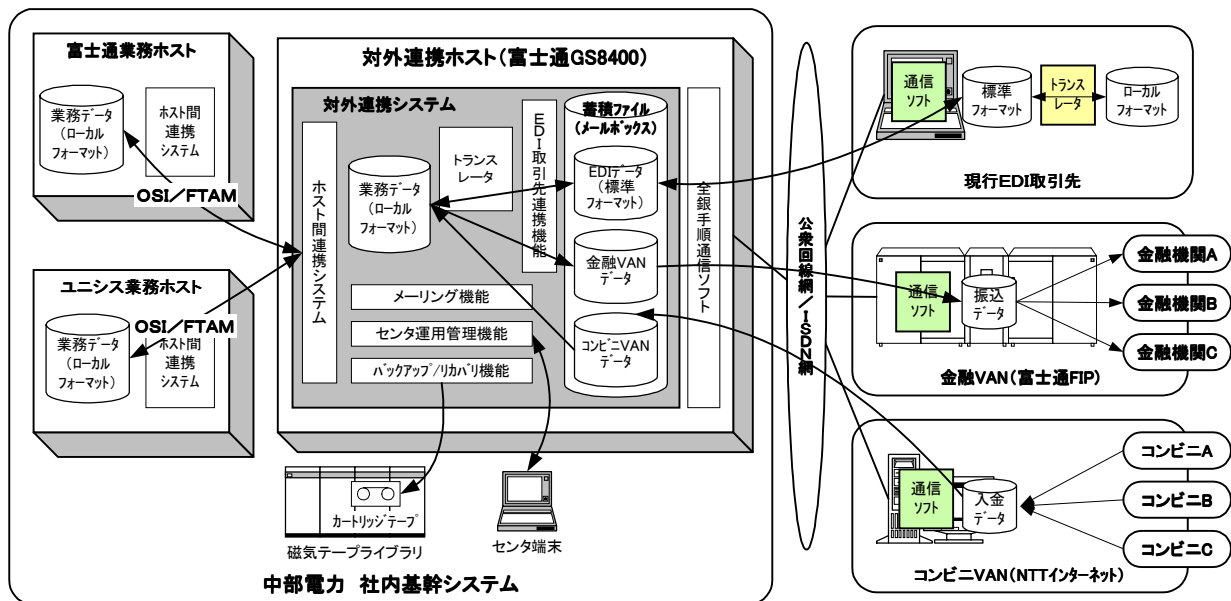 富士通業務ホスト
業務データ
(ローカル
フォーマット)
ホスト間
連携
システム
OSI/FTAM
ユニシス業務ホスト
OSI/FTAM
業務データ
(ローカル
フォーマット)
ホスト間
連携
システム
対外連携ホスト(富士通GS8400)
対外連携システム
ホスト間連携システム
業務データ
(ローカル
フォーマット)
トランス
レータ
EDI取引先連携機能
蓄積ファイル
(メールボックス)
EDIデータ
(標準
フォーマット)
金融VAN
データ
コンビニVAN
データ
メーリング機能
センタ運用管理機能
バックアップ/リカバリ機能
全銀手順通信ソフト
カートリッジテープ
磁気テープライブラリ
センタ端末
中部電力 社内基幹システム
公衆回線網/ISDN網
通信
ソフト
標準
フォーマット
トランス
レータ
ローカル
フォーマット
現行EDI取引先
通信
ソフト
振込
データ
金融機関A
金融機関B
金融機関C
金融VAN(富士通FIP)
通信
ソフト
入金
データ
コンビニA
コンビニB
コンビニC
コンビニVAN(NTTインターネット)